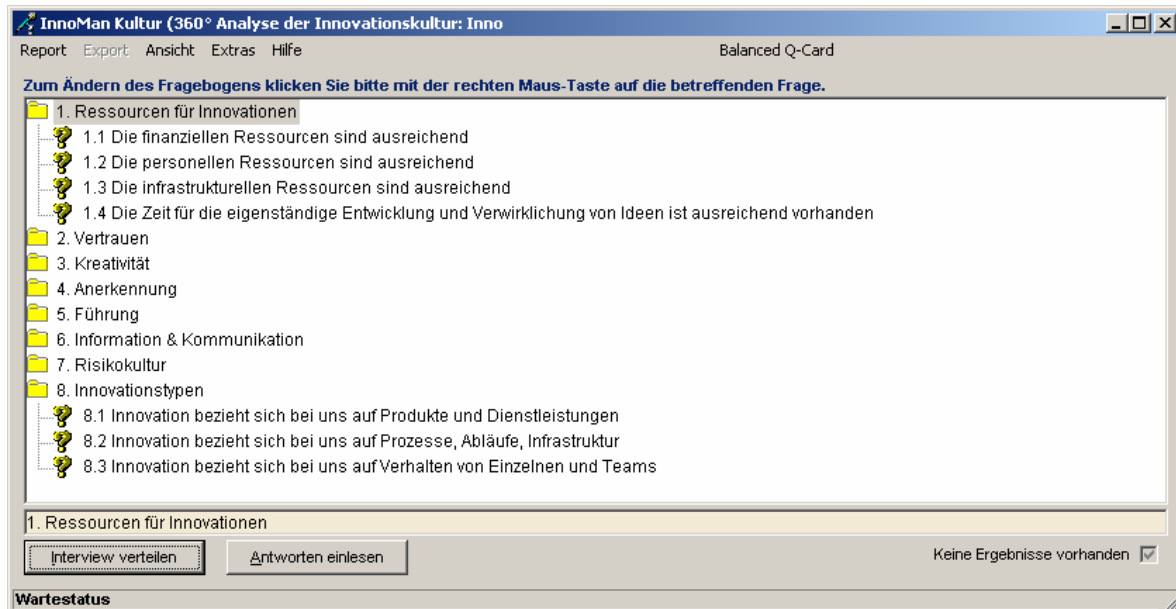 InnoMan Kultur (360° Analyse der Innovationskultur: Inno
Report Export Ansicht Extras Hilfe Balanced Q-Card
Zum Ändern des Fragebogens klicken Sie bitte mit der rechten Maus-Taste auf die betreffenden Frage.
1. Ressourcen für Innovationen
1.1 Die finanziellen Ressourcen sind ausreichend
1.2 Die personellen Ressourcen sind ausreichend
1.3 Die infrastrukturellen Ressourcen sind ausreichend
1.4 Die Zeit für die eigenständige Entwicklung und Verwirklichung von Ideen ist ausreichend vorhanden
2. Vertrauen
3. Kreativität
4. Anerkennung
5. Führung
6. Information & Kommunikation
7. Risikokultur
8. Innovationstypen
8.1 Innovation bezieht sich bei uns auf Produkte und Dienstleistungen
8.2 Innovation bezieht sich bei uns auf Prozesse, Abläufe, Infrastruktur
8.3 Innovation bezieht sich bei uns auf Verhalten von Einzelnen und Teams
1. Ressourcen für Innovationen
Interview verteilen Antworten einlesen Keine Ergebnisse vorhanden
Wartestatus